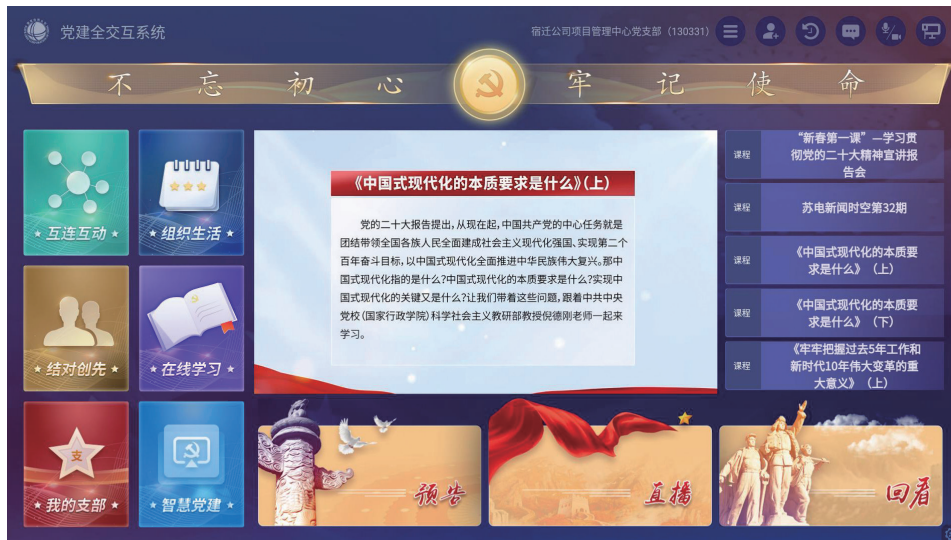 党建全交互系统
宿迁公司项目管理中心党支部（130331）
不忘初心 牢记使命
互连互动
组织生活
结对创先
在线学习
我的支部
支
智慧党建
《中国式现代化的本质要求是什么》（上）
党的二十大报告提出，从现在起，中国共产党的中心任务就是
团结带领全国各族人民全面建成社会主义现代化强国、实现第二个
百年奋斗目标，以中国式现代化全面推进中华民族伟大复兴。那中
国式现代化指的是什么？中国式现代化的本质要求是什么？实现中
国式现代化的关键又是什么？让我们带着这些问题，跟着中共中央
党校（国家行政学院）科学社会主义教研部教授倪德刚老师一起来
学习。
课程
“新春第一课”—学习贯
彻党的二十大精神宣讲报
告会
课程
苏电新闻时空第32期
课程
《中国式现代化的本质要
求是什么》（上）
课程
《中国式现代化的本质要
求是什么》（下）
课程
《牢牢把握过去5年工作和
新时代10年伟大变革的重
大意义》（上）
预告
直播
回看